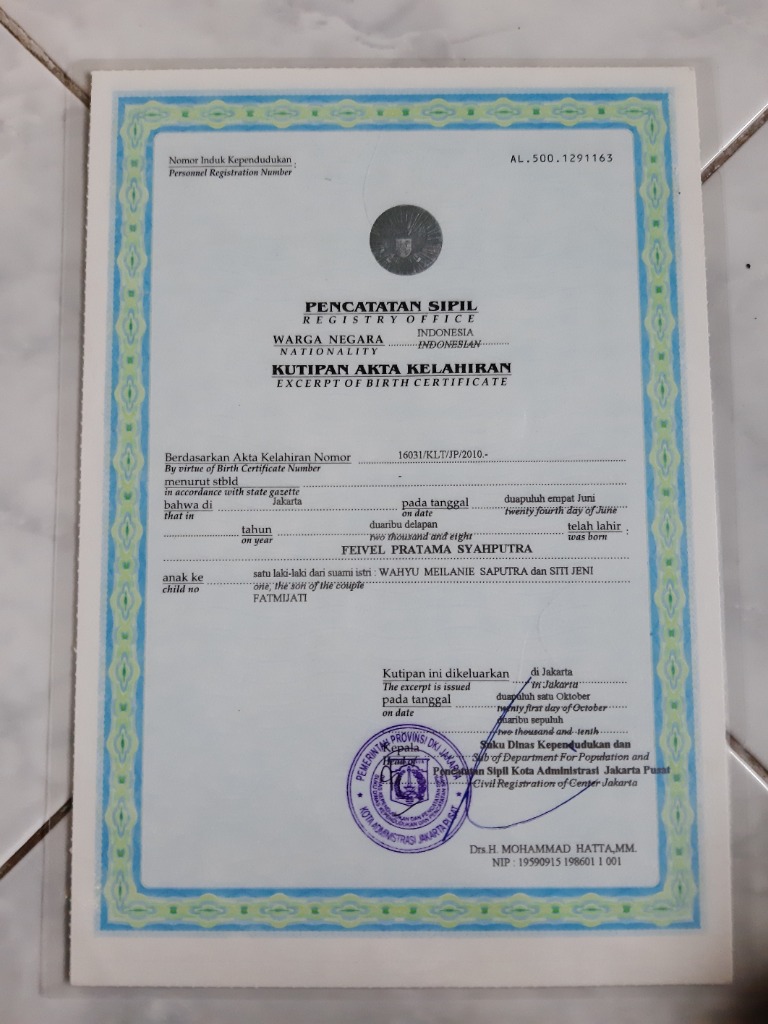 Nomor Induk Kependudukan :
Personnel Registration Number
AL.500.1291163
PENCATATAN SIPIL
REGISTRY OFFICE
WARGA NEGARA INDONESIA
NATIONALITY INDONESIAN
KUTIPAN AKTA KELAHIRAN
EXCERPT OF BIRTH CERTIFICATE
Berdasarkan Akta Kelahiran Nomor 16031/KLT/JP/2010.-
By virtue of Birth Certificate Number
menurut stbld -
in accordance with state gazette
bahwa di Jakarta pada tanggal duapuluh empat Juni
that in on date twenty fourth day of June
tahun duaribu delapan telah lahir :
on year two thousand and eight was born
FEIVEL PRATAMA SYAHPUTRA
anak ke satu laki-laki dari suami istri : WAHYU MEILANIE SAPUTRA dan SITI JENI
child no one, the son of the couple
FATMIJATI
Kutipan ini dikeluarkan di Jakarta
The excerpt is issued in Jakarta
pada tanggal duapuluh satu Oktober
on date twenty first day of October
duaribu sepuluh
two thousand and tenth
Kepala Suku Dinas Kependudukan dan
Head of Sub of Department For Population and
Pencatatan Sipil Kota Administrasi Jakarta Pusat
Civil Registration of Center Jakarta
PEMERINTAH PROVINSI DKI JAKARTA
KOTA ADMINISTRASI JAKARTA PUSAT
Drs.H. MOHAMMAD HATTA,MM.
NIP : 19590915 198601 1 001